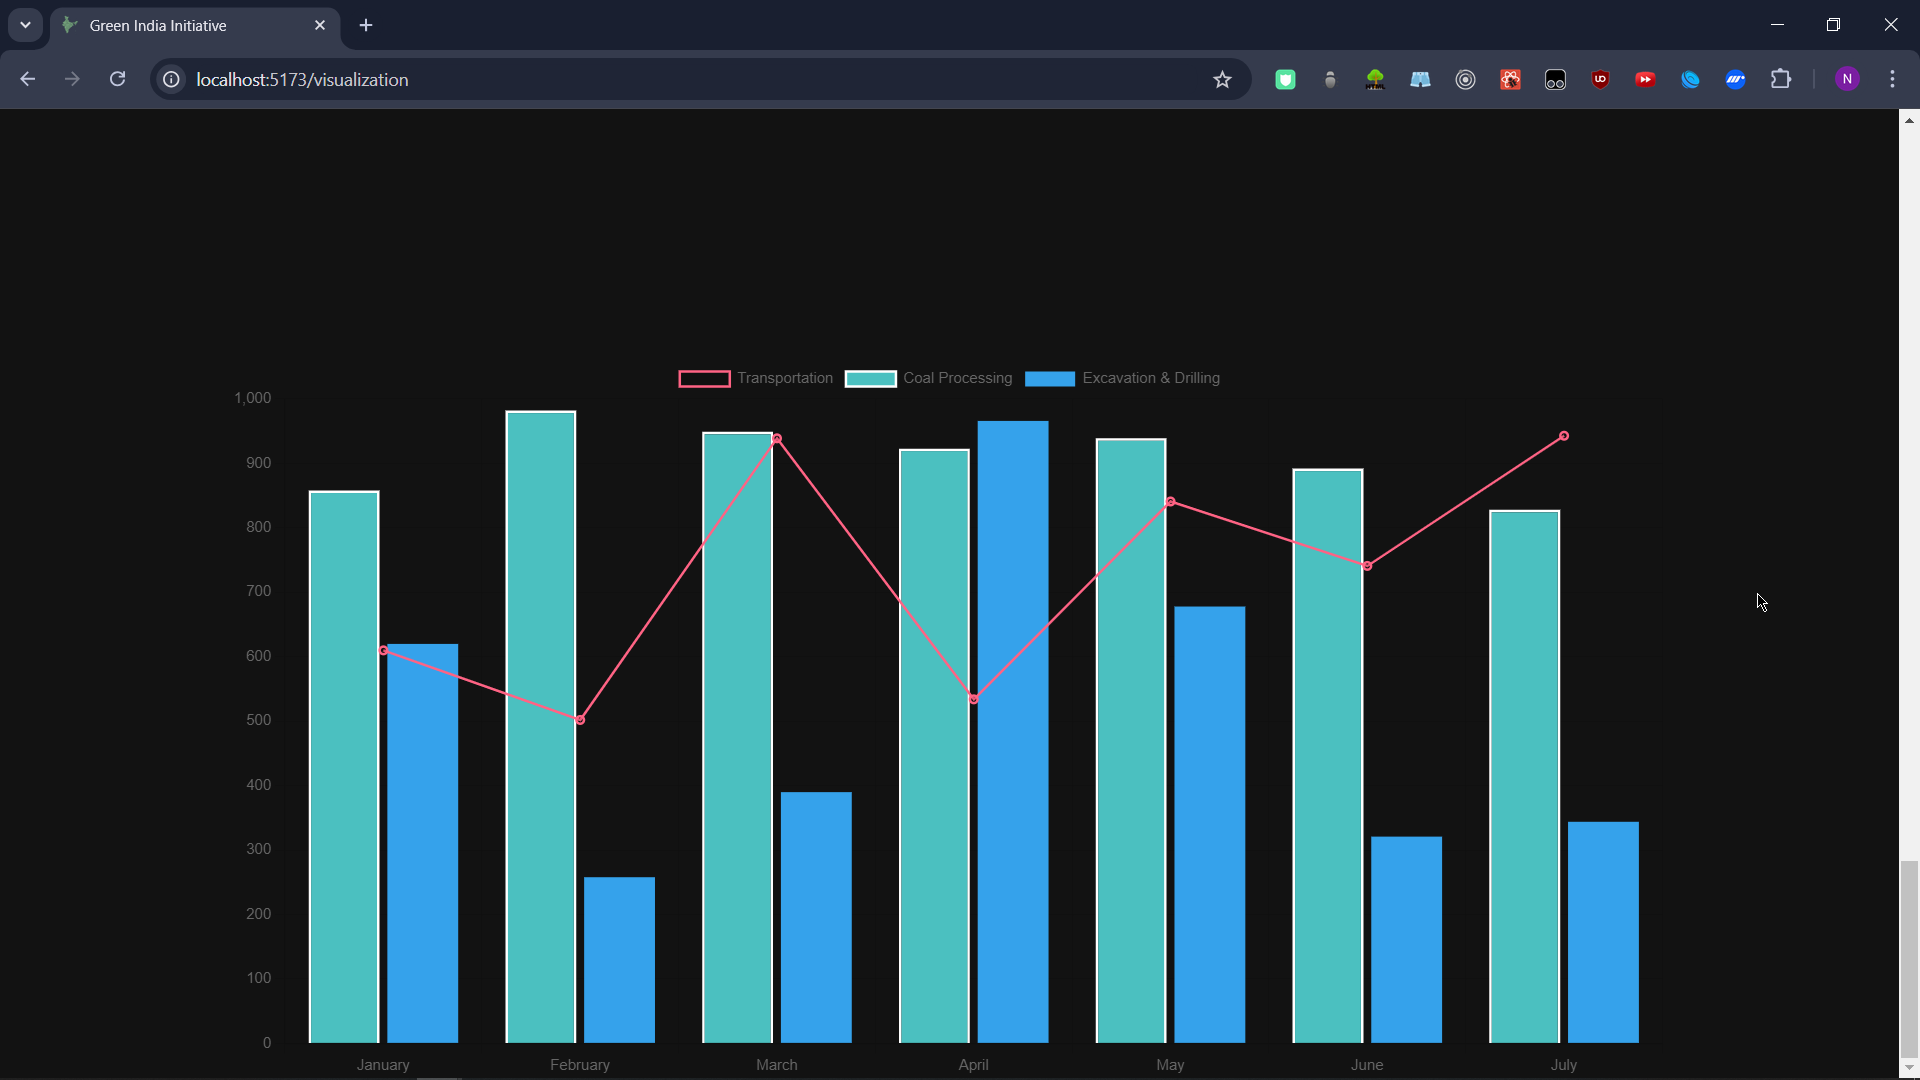 Green India Initiative
localhost:5173/visualization
N
Transportation Coal Processing Excavation & Drilling
1,000
900
800
700
600
500
400
300
200
100
0
January February March April May June July